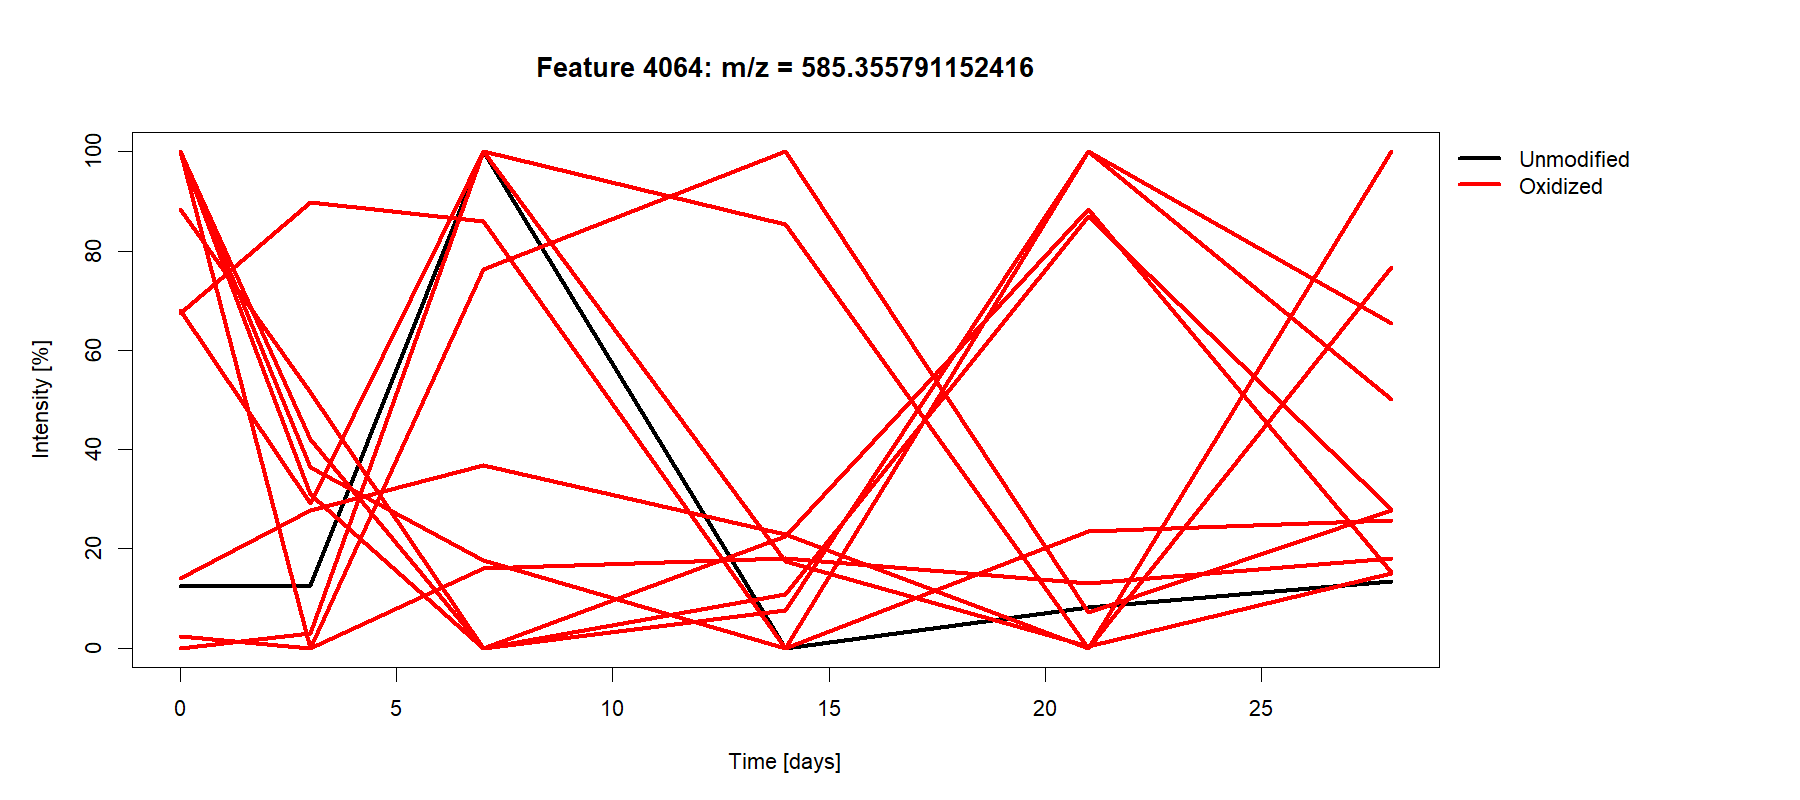 Feature 4064: m/z = 585.355791152416
Unmodified
Oxidized
Intensity [%]
100
80
60
40
20
0
0 5 10 15 20 25
Time [days]